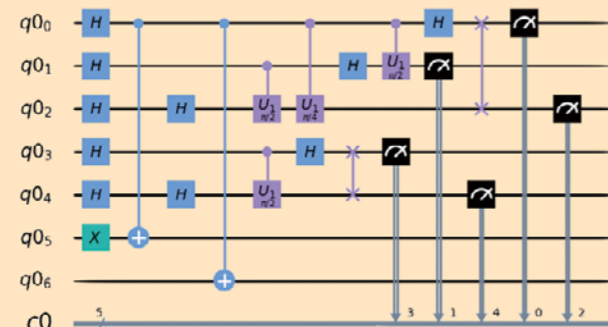 q0₀ H H
q0₁ H H U₁ π/2
q0₂ H H U₁ π/2 U₁ π/4
q0₃ H H
q0₄ H H U₁ π/2
q0₅ X
q0₆
c0 5 3 1 4 0 2